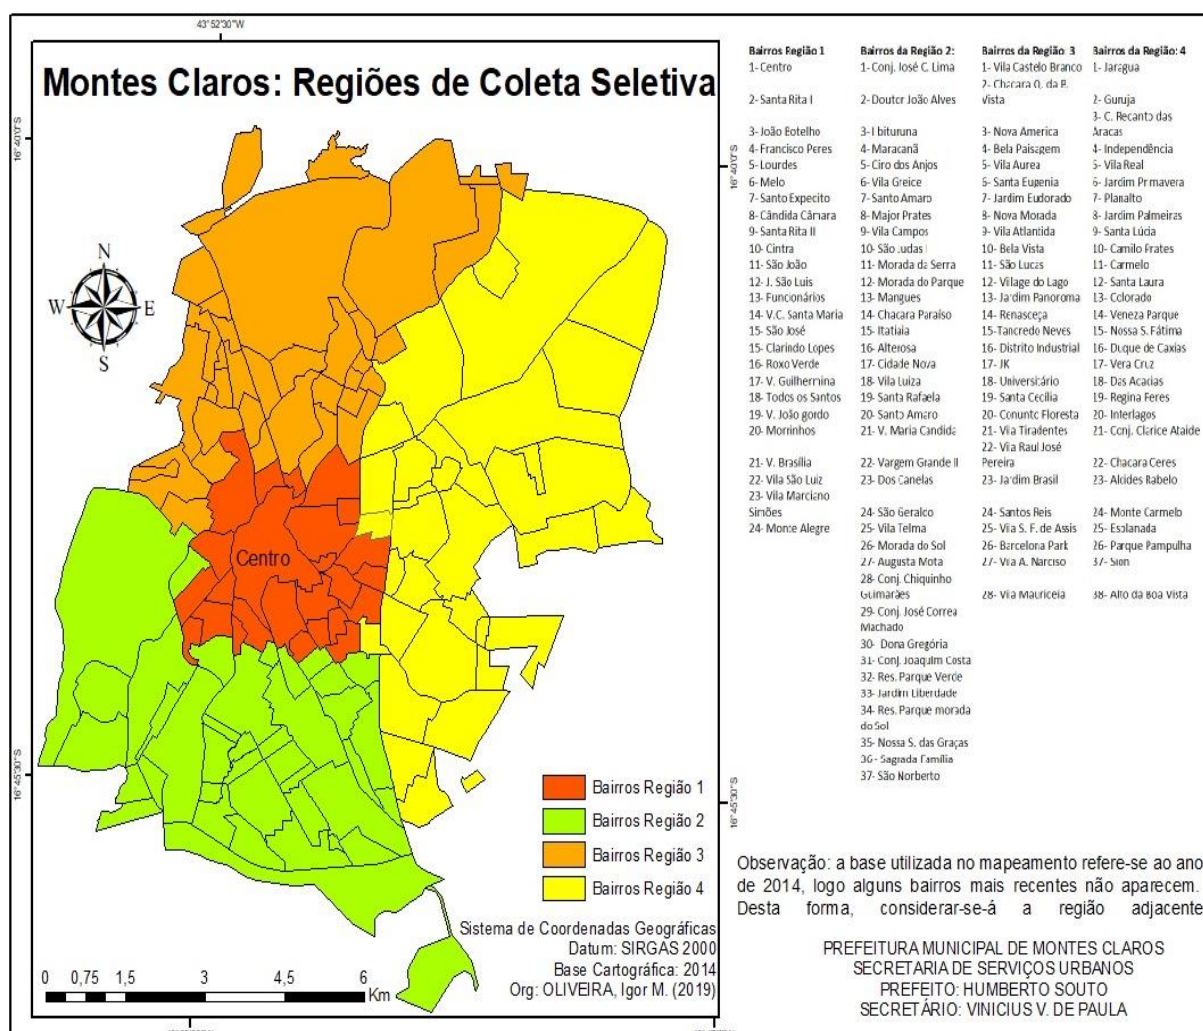 43°52'30"W
Montes Claros: Regiões de Coleta Seletiva
16°40'0"S
16°40'0"S
N
W
E
S
Centro
16°45'30"S
16°45'30"S
Bairros Região 1
Bairros Região 2
Bairros Região 3
Bairros Região 4
Sistema de Coordenadas Geográficas
Datum: SIRGAS 2000
Base Cartográfica: 2014
Org: OLIVEIRA, Igor M. (2019)
0 0,75 1,5 3 4,5 6
Km
Bairros Região 1
1- Centro
2- Santa Rita I
3- João Botelho
4- Francisco Peres
5- Lourdes
6- Melo
7- Santo Expecito
8- Cândida Câmara
9- Santa Rita II
10- Cintra
11- São João
12- J. São Luis
13- Funcionários
14- V.C. Santa Maria
15- São José
15- Clarindo Lopes
16- Roxo Verde
17- V. Guilhermina
18- Todos os Santos
19- V. João gordo
20- Morrinhos
21- V. Brasília
22- Vila São Luiz
23- Vila Marciano
Simões
24- Monte Alegre
Bairros da Região 2:
1- Conj. José C. Lima
2- Doutor João Alves
3- Ibituruna
4- Maracanã
5- Ciro dos Anjos
6- Vila Greice
7- Santo Amaro
8- Major Prates
9- Vila Campos
10- São Judas I
11- Morada da Serra
12- Morada do Parque
13- Mangues
14- Chacara Paraíso
15- Itatiaia
16- Alterosa
17- Cidade Nova
18- Vila Luiza
19- Santa Rafaela
20- Santo Amaro
21- V. Maria Candida
22- Vargem Grande II
23- Dos Canelas
24- São Geralco
25- Vila Telma
26- Morada do Sol
27- Augusta Mota
28- Conj. Chiquinho
Guimarães
29- Conj. José Correa
Machado
30- Dona Gregória
31- Conj. Joaquim Costa
32- Res. Parque Verde
33- Jardim Liberdade
34- Res. Parque morada
do Sol
35- Nossa S. das Graças
36- Sagrada Família
37- São Norberto
Bairros da Região: 3
1- Vila Castelo Branco
2- Chacara Q. da B.
Vista
3- Nova America
4- Bela Paisagem
5- Vila Aurea
6- Santa Eugenia
7- Jardim Eudorado
8- Nova Morada
9- Vila Atlantida
10- Bela Vista
11- São Lucas
12- Vilage do Lago
13- Jardim Panoroma
14- Renasceça
15-Tancredo Neves
16- Distrito Industrial
17- JK
18- Universitário
19- Santa Cecília
20- Conunto Floresta
21- Vila Tiradentes
22- Vila Raul José
Pereira
23- Jardim Brasil
24- Santos Reis
25- Vila S. F. de Assis
26- Barcelona Park
27- Vila A. Narciso
28- Vila Mauriceia
Bairros da Região: 4
1- Jaragua
2- Guruja
3- C. Recanto das
Aracas
4- Independência
5- Vila Real
6- Jardim Primavera
7- Planalto
8- Jardim Palmeiras
9- Santa Lúcia
10- Camilo Prates
11- Carmelo
12- Santa Laura
13- Colorado
14- Veneza Parque
15- Nossa S. Fátima
16- Duque de Caxias
17- Vera Cruz
18- Das Acacias
19- Regina Peres
20- Interlagos
21- Conj. Clarice Ataide
22- Chacara Ceres
23- Alcides Rabelo
24- Monte Carmelo
25- Esplanada
26- Parque Pampulha
37- Sion
38- Alto da Boa Vista
Observação: a base utilizada no mapeamento refere-se ao ano
de 2014, logo alguns bairros mais recentes não aparecem.
Desta forma, considerar-se-á a região adjacente
PREFEITURA MUNICIPAL DE MONTES CLAROS
SECRETARIA DE SERVIÇOS URBANOS
PREFEITO: HUMBERTO SOUTO
SECRETÁRIO: VINICIUS V. DE PAULA